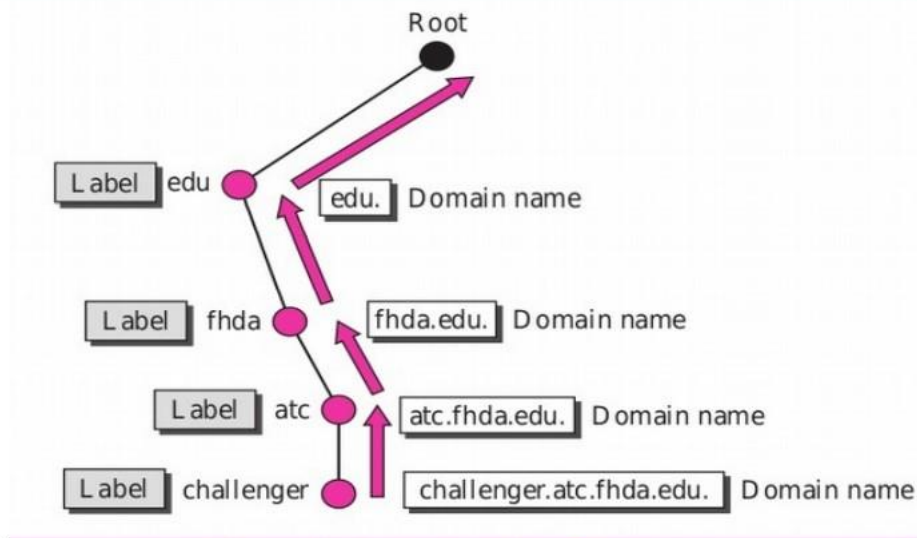 Root
Label edu edu. Domain name
Label fhda fhda.edu. Domain name
Label atc atc.fhda.edu. Domain name
Label challenger challenger.atc.fhda.edu. Domain name